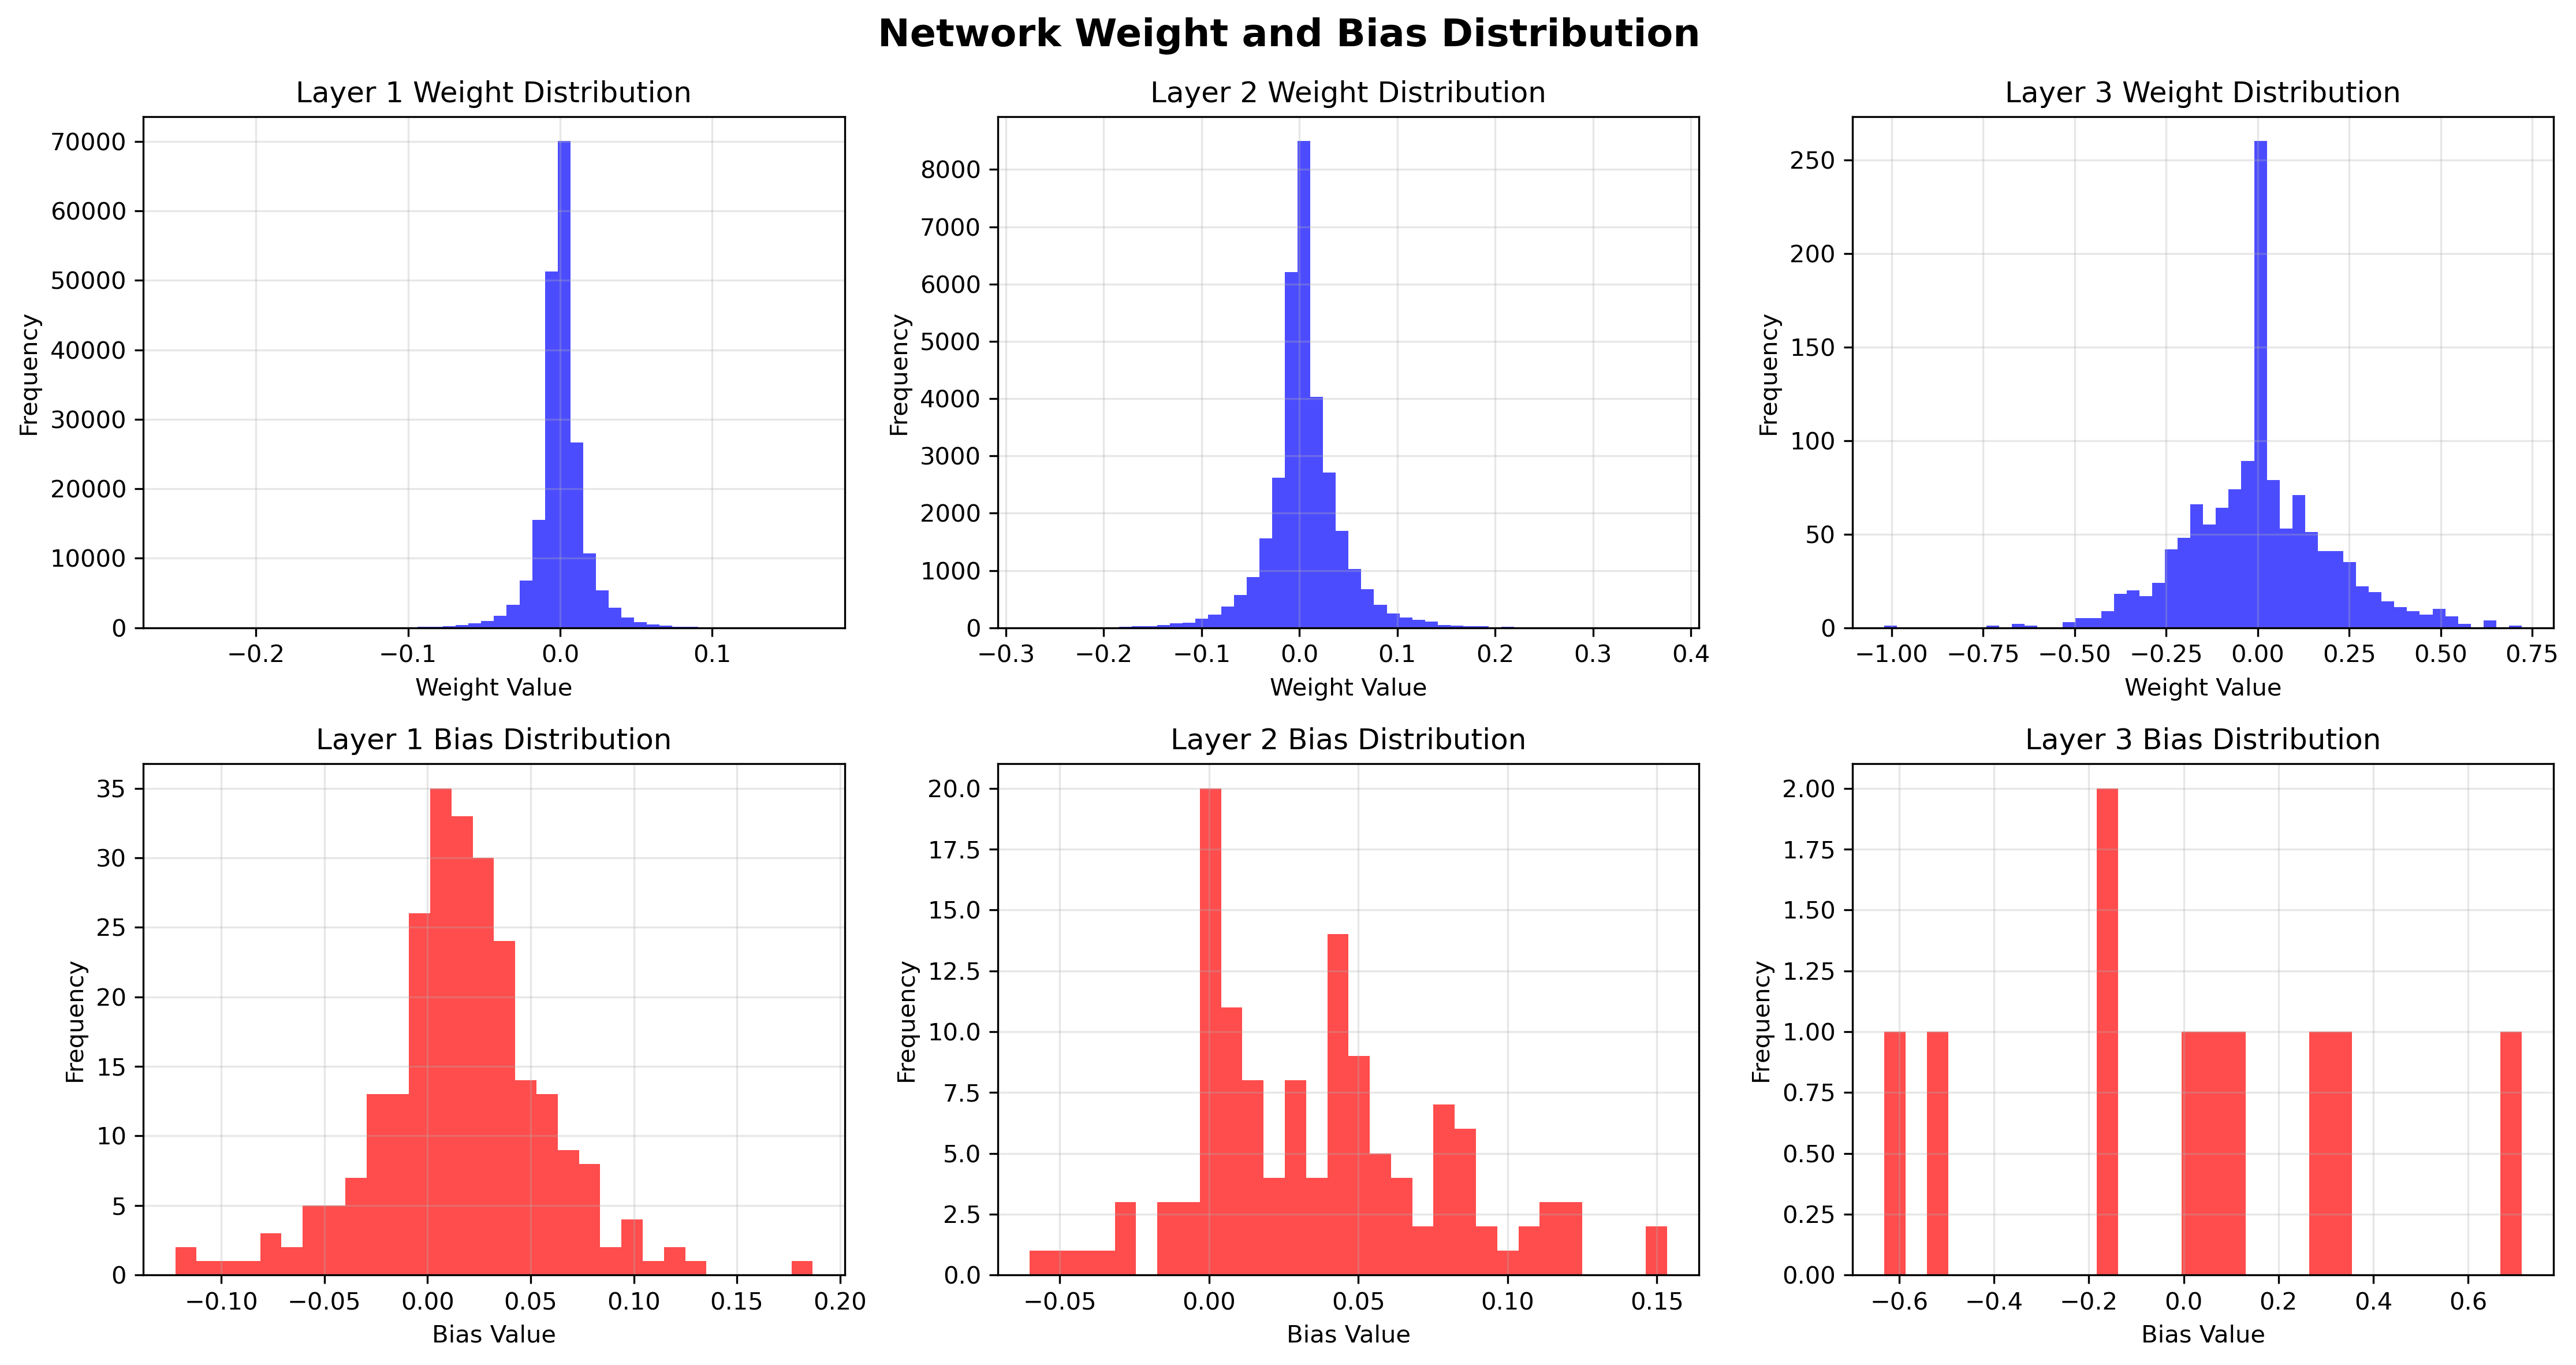 Network Weight and Bias Distribution
Layer 1 Weight Distribution
Frequency
70000
60000
50000
40000
30000
20000
10000
0
−0.2 −0.1 0.0 0.1
Weight Value
Layer 2 Weight Distribution
Frequency
8000
7000
6000
5000
4000
3000
2000
1000
0
−0.3 −0.2 −0.1 0.0 0.1 0.2 0.3 0.4
Weight Value
Layer 3 Weight Distribution
Frequency
250
200
150
100
50
0
−1.00 −0.75 −0.50 −0.25 0.00 0.25 0.50 0.75
Weight Value
Layer 1 Bias Distribution
Frequency
35
30
25
20
15
10
5
0
−0.10 −0.05 0.00 0.05 0.10 0.15 0.20
Bias Value
Layer 2 Bias Distribution
Frequency
20.0
17.5
15.0
12.5
10.0
7.5
5.0
2.5
0.0
−0.05 0.00 0.05 0.10 0.15
Bias Value
Layer 3 Bias Distribution
Frequency
2.00
1.75
1.50
1.25
1.00
0.75
0.50
0.25
0.00
−0.6 −0.4 −0.2 0.0 0.2 0.4 0.6
Bias Value